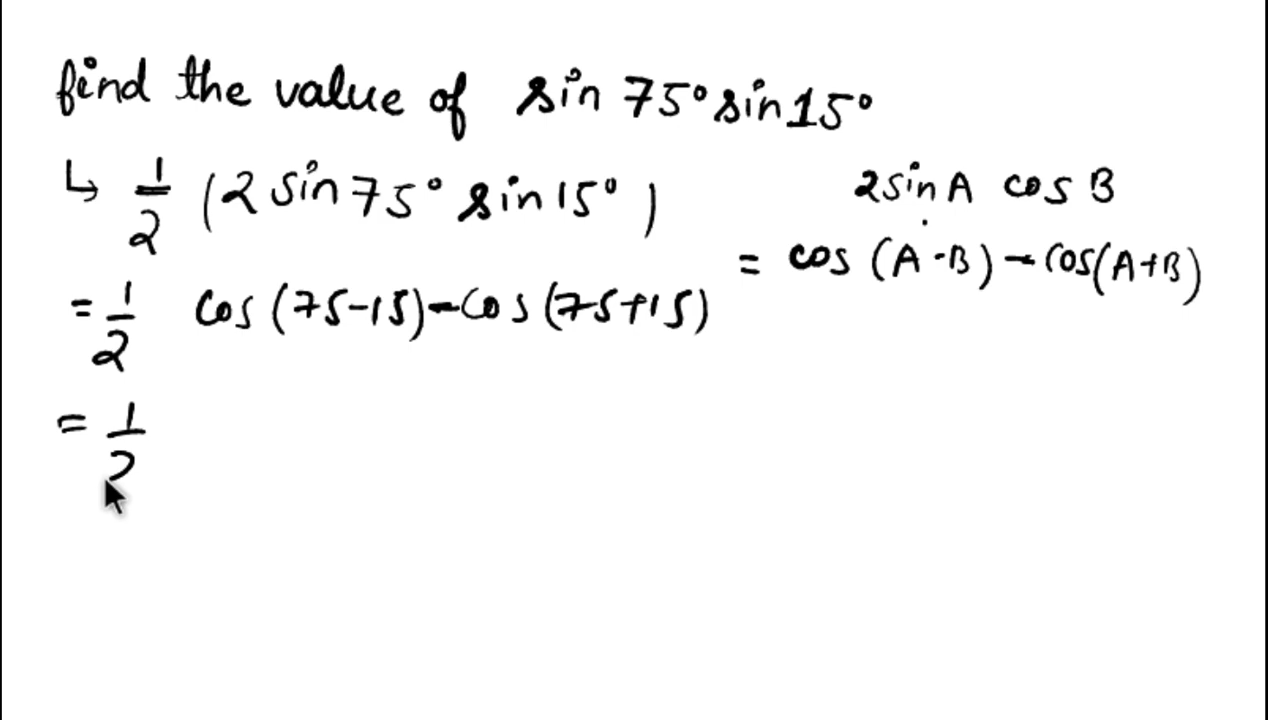 find the value of sin 75° sin 15°
↳ 1/2 (2 sin 75° sin 15°)
2 sin A cos B
= cos (A-B) - cos(A+B)
= 1/2 cos (75-15) - cos (75+15)
= 1/2